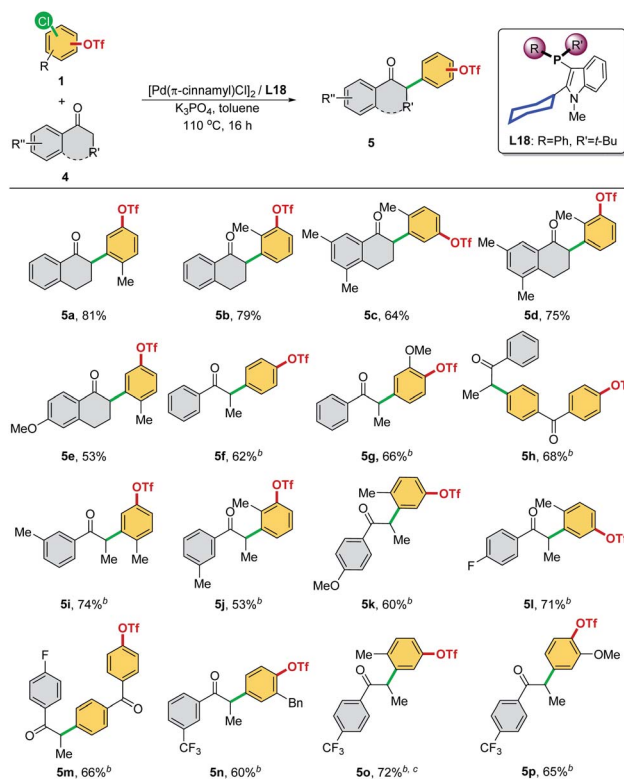 Cl
OTf
R
1
+
R''
O
R'
4
[Pd(π-cinnamyl)Cl]2 / L18
K3PO4, toluene
110 °C, 16 h
R''
O
R'
OTf
5
R
R'
P
N
Me
L18: R=Ph, R'=t-Bu
OTf
O
Me
5a, 81%
O
Me
OTf
5b, 79%
Me
O
Me
OTf
Me
5c, 64%
Me
O
Me
OTf
Me
5d, 75%
OTf
O
MeO
Me
5e, 53%
O
OTf
Me
5f, 62%b
OMe
O
OTf
Me
5g, 66%b
O
Me
O
OT
5h, 68%b
OTf
O
Me
Me
Me
5i, 74%b
O
Me
OTf
Me
Me
5j, 53%b
Me
OTf
O
Me
MeO
5k, 60%b
Me
O
F
Me
OTf
5l, 71%b
OTf
F
O
O
Me
5m, 66%b
OTf
O
Bn
Me
CF3
5n, 60%b
Me
OTf
O
Me
CF3
5o, 72%b, c
OTf
OMe
O
Me
CF3
5p, 65%b